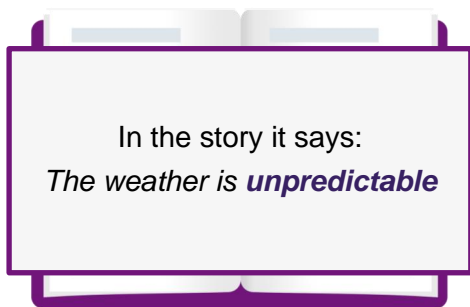 In the story it says:
The weather is unpredictable